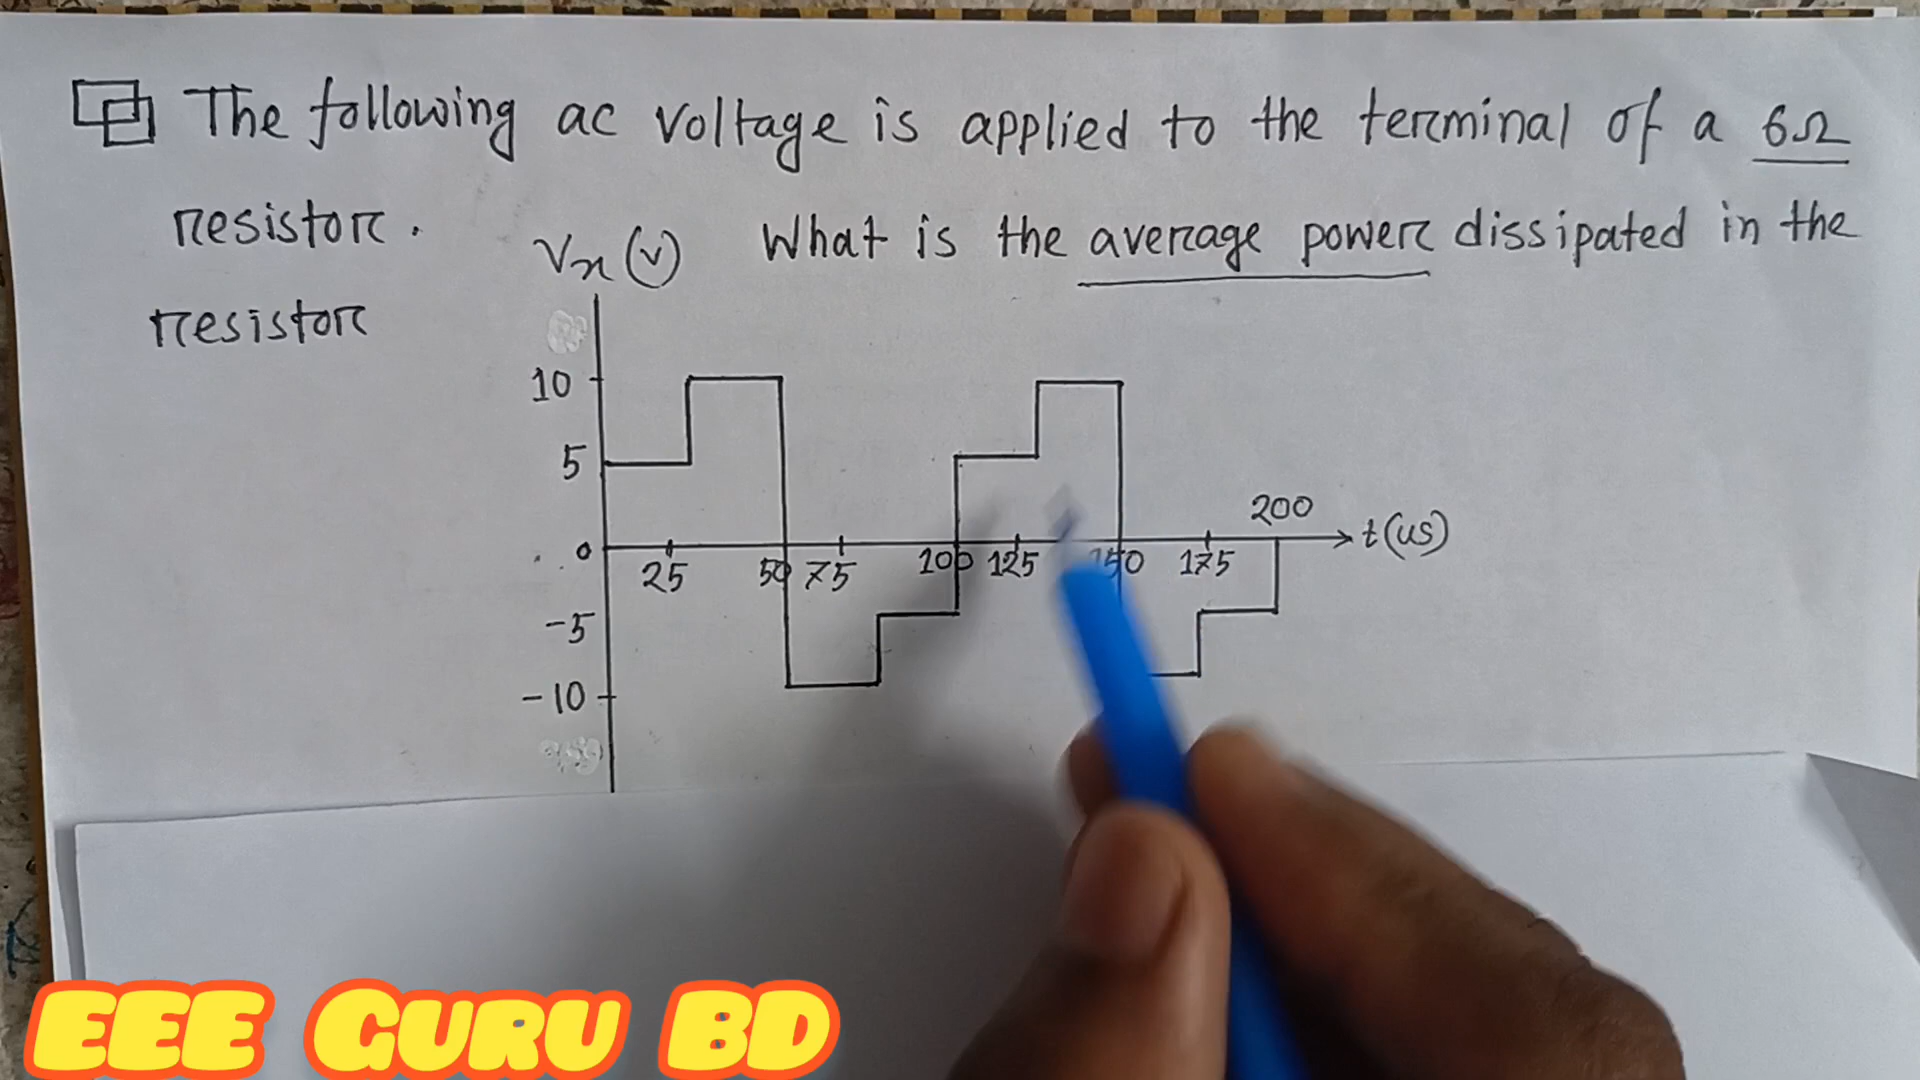 The following ac voltage is applied to the terminal of a 6Ω
resistor. What is the average power dissipated in the
resistor
Vx (v)
10
5
0
25 50 75 100 125 150 175 200 t(us)
-5
-10
EEE GURU BD